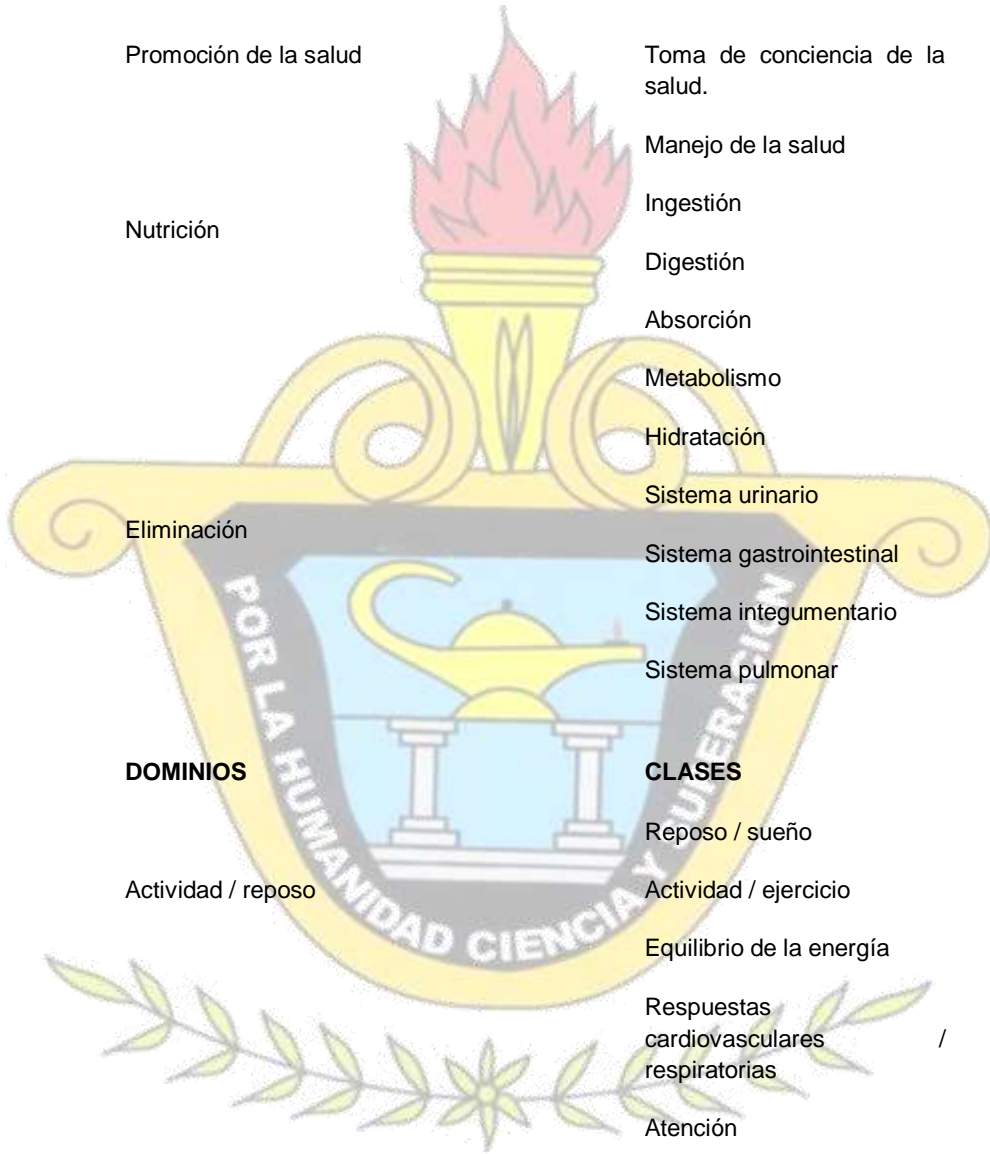 Promoción de la salud
Toma de conciencia de la
salud.
Manejo de la salud
Nutrición
Ingestión
Digestión
Absorción
Metabolismo
Hidratación
Eliminación
Sistema urinario
Sistema gastrointestinal
Sistema integumentario
Sistema pulmonar
DOMINIOS
CLASES
Actividad / reposo
Reposo / sueño
Actividad / ejercicio
Equilibrio de la energía
Respuestas
cardiovasculares /
respiratorias
Atención
POR LA HUMANIDAD CIENCIA Y SUPERACION